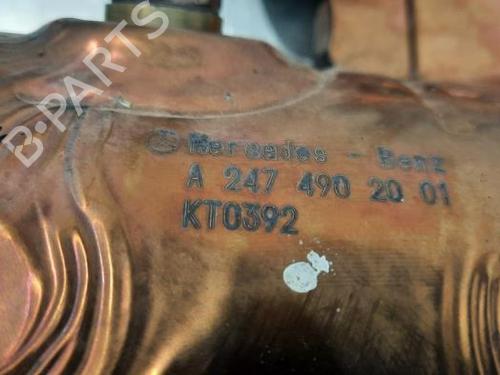 B-PARTS
Mercedes - Benz
A 247 490 20 01
KT0392